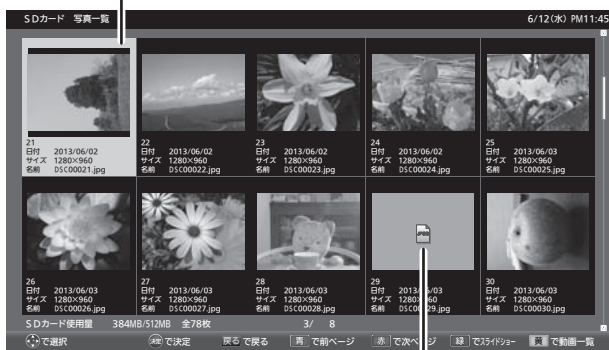 SDカード 写真一覧
6/12(水) PM11:45
21
日付 2013/06/02
サイズ 1280×960
名前 DSC00021.jpg
22
日付 2013/06/02
サイズ 1280×960
名前 DSC00022.jpg
23
日付 2013/06/02
サイズ 1280×960
名前 DSC00023.jpg
24
日付 2013/06/02
サイズ 1280×960
名前 DSC00024.jpg
25
日付 2013/06/03
サイズ 1280×960
名前 DSC00025.jpg
26
日付 2013/06/03
サイズ 1280×960
名前 DSC00026.jpg
27
日付 2013/06/03
サイズ 1280×960
名前 DSC00027.jpg
28
日付 2013/06/03
サイズ 1280×960
名前 DSC00028.jpg
29
日付 2013/06/03
サイズ 1280×960
名前 DSC00029.jpg
30
日付 2013/06/03
サイズ 1280×960
名前 DSC00030.jpg
SDカード使用量 384MB/512MB 全78枚 3/ 8
で選択 決定 で決定 戻る で戻る 青 で前ページ 赤 で次ページ 緑 でスライドショー 黄 で動画一覧